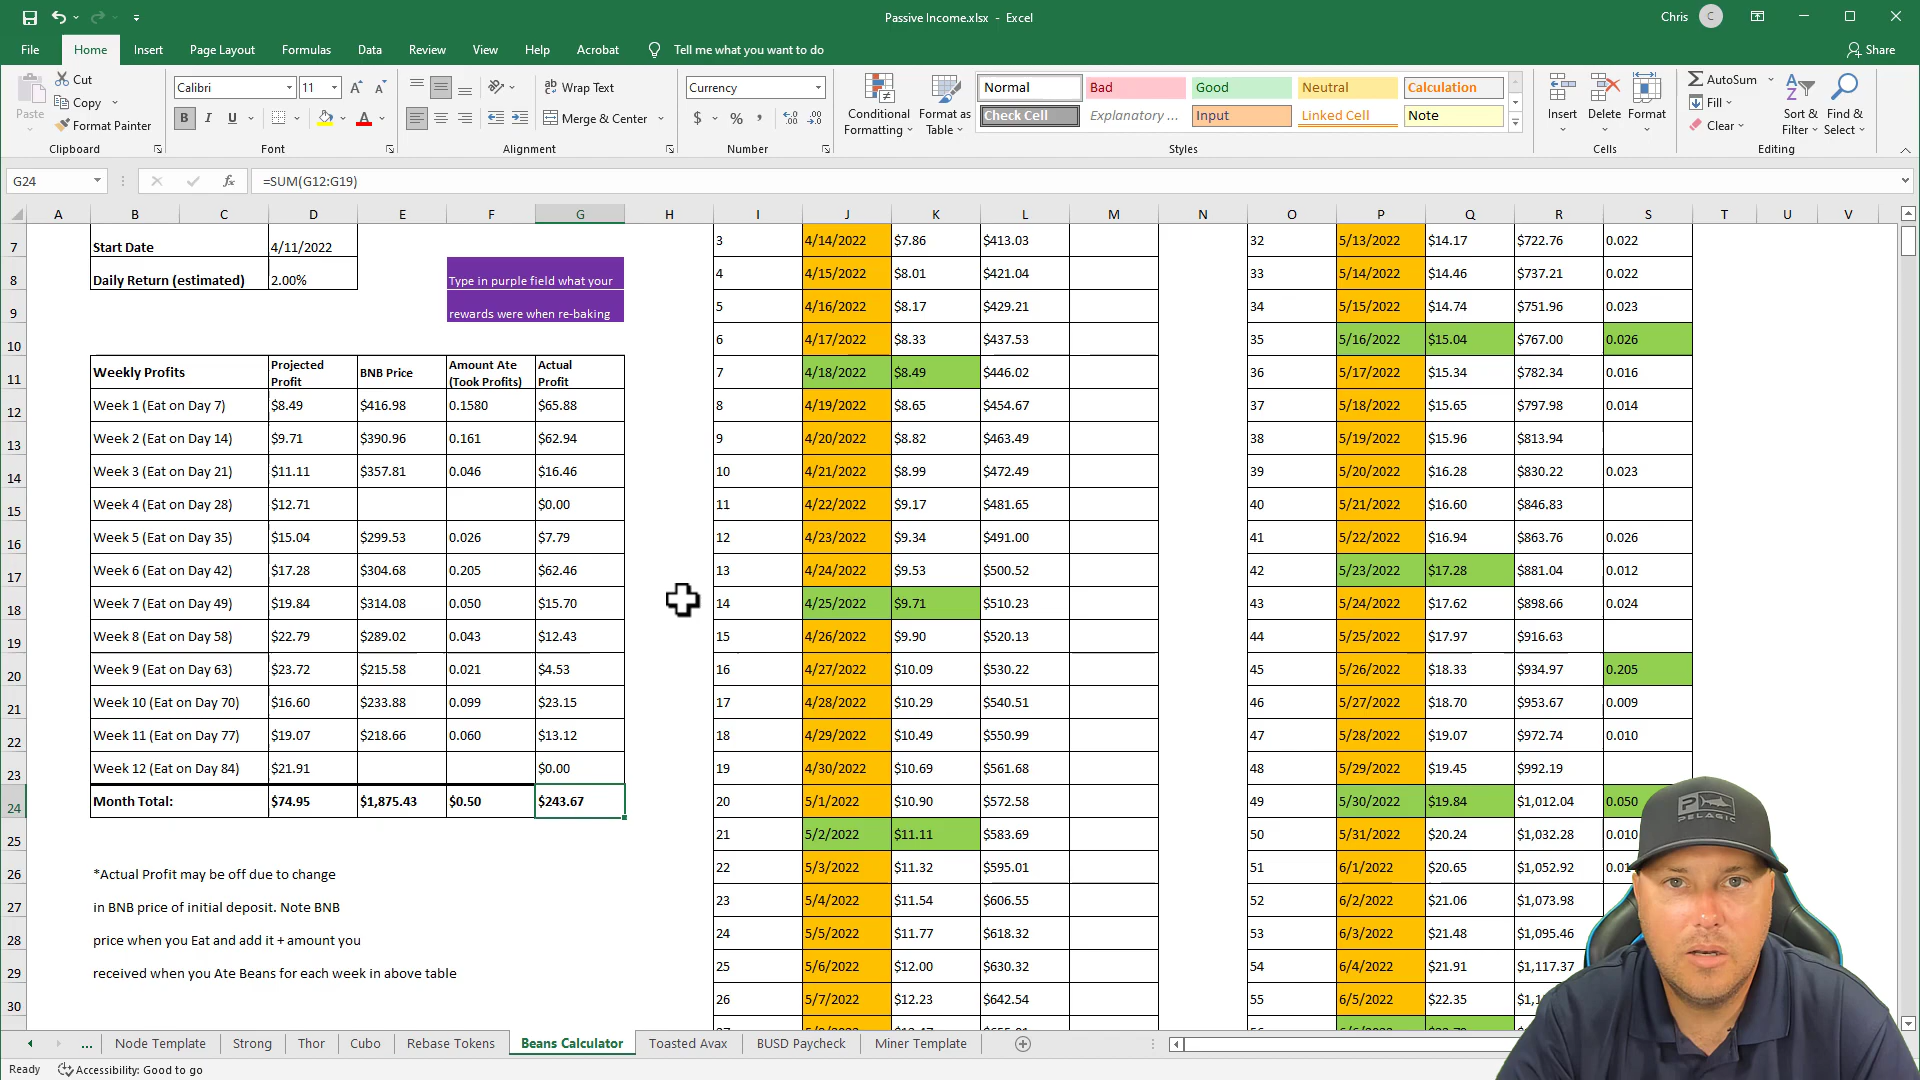 Passive Income.xlsx - Excel
Chris C
File Home Insert Page Layout Formulas Data Review View Help Acrobat Tell me what you want to do Share
Paste Cut Copy Format Painter Clipboard
Calibri 11 A A B I U A Font
Wrap Text Merge & Center Alignment
Currency $ % , Number
Conditional Formatting Format as Table
Normal Bad Good Neutral Calculation
Check Cell Explanatory ... Input Linked Cell Note
Styles
Insert Delete Format Cells
AutoSum Fill Clear Sort & Filter Find & Select Editing
G24 fx =SUM(G12:G19)
A B C D E F G H I J K L M N O P Q R S T U V
7 Start Date 4/11/2022 3 4/14/2022 $7.86 $413.03 32 5/13/2022 $14.17 $722.76 0.022
8 Daily Return (estimated) 2.00% Type in purple field what your 4 4/15/2022 $8.01 $421.04 33 5/14/2022 $14.46 $737.21 0.022
9 rewards were when re-baking 5 4/16/2022 $8.17 $429.21 34 5/15/2022 $14.74 $751.96 0.023
10 6 4/17/2022 $8.33 $437.53 35 5/16/2022 $15.04 $767.00 0.026
11 Weekly Profits Projected Profit BNB Price Amount Ate (Took Profits) Actual Profit 7 4/18/2022 $8.49 $446.02 36 5/17/2022 $15.34 $782.34 0.016
12 Week 1 (Eat on Day 7) $8.49 $416.98 0.1580 $65.88 8 4/19/2022 $8.65 $454.67 37 5/18/2022 $15.65 $797.98 0.014
13 Week 2 (Eat on Day 14) $9.71 $390.96 0.161 $62.94 9 4/20/2022 $8.82 $463.49 38 5/19/2022 $15.96 $813.94
14 Week 3 (Eat on Day 21) $11.11 $357.81 0.046 $16.46 10 4/21/2022 $8.99 $472.49 39 5/20/2022 $16.28 $830.22 0.023
15 Week 4 (Eat on Day 28) $12.71 $0.00 11 4/22/2022 $9.17 $481.65 40 5/21/2022 $16.60 $846.83
16 Week 5 (Eat on Day 35) $15.04 $299.53 0.026 $7.79 12 4/23/2022 $9.34 $491.00 41 5/22/2022 $16.94 $863.76 0.026
17 Week 6 (Eat on Day 42) $17.28 $304.68 0.205 $62.46 13 4/24/2022 $9.53 $500.52 42 5/23/2022 $17.28 $881.04 0.012
18 Week 7 (Eat on Day 49) $19.84 $314.08 0.050 $15.70 14 4/25/2022 $9.71 $510.23 43 5/24/2022 $17.62 $898.66 0.024
19 Week 8 (Eat on Day 58) $22.79 $289.02 0.043 $12.43 15 4/26/2022 $9.90 $520.13 44 5/25/2022 $17.97 $916.63
20 Week 9 (Eat on Day 63) $23.72 $215.58 0.021 $4.53 16 4/27/2022 $10.09 $530.22 45 5/26/2022 $18.33 $934.97 0.205
21 Week 10 (Eat on Day 70) $16.60 $233.88 0.099 $23.15 17 4/28/2022 $10.29 $540.51 46 5/27/2022 $18.70 $953.67 0.009
22 Week 11 (Eat on Day 77) $19.07 $218.66 0.060 $13.12 18 4/29/2022 $10.49 $550.99 47 5/28/2022 $19.07 $972.74 0.010
23 Week 12 (Eat on Day 84) $21.91 $0.00 19 4/30/2022 $10.69 $561.68 48 5/29/2022 $19.45 $992.19
24 Month Total: $74.95 $1,875.43 $0.50 $243.67 20 5/1/2022 $10.90 $572.58 49 5/30/2022 $19.84 $1,012.04 0.050
25 21 5/2/2022 $11.11 $583.69 50 5/31/2022 $20.24 $1,032.28 0.010
26 *Actual Profit may be off due to change 22 5/3/2022 $11.32 $595.01 51 6/1/2022 $20.65 $1,052.92
27 in BNB price of initial deposit. Note BNB 23 5/4/2022 $11.54 $606.55 52 6/2/2022 $21.06 $1,073.98
28 price when you Eat and add it + amount you 24 5/5/2022 $11.77 $618.32 53 6/3/2022 $21.48 $1,095.46
29 received when you Ate Beans for each week in above table 25 5/6/2022 $12.00 $630.32 54 6/4/2022 $21.91 $1,117.37
30 26 5/7/2022 $12.23 $642.54 55 6/5/2022 $22.35
PELAGIC
... Node Template Strong Thor Cubo Rebase Tokens Beans Calculator Toasted Avax BUSD Paycheck Miner Template
Ready Accessibility: Good to go